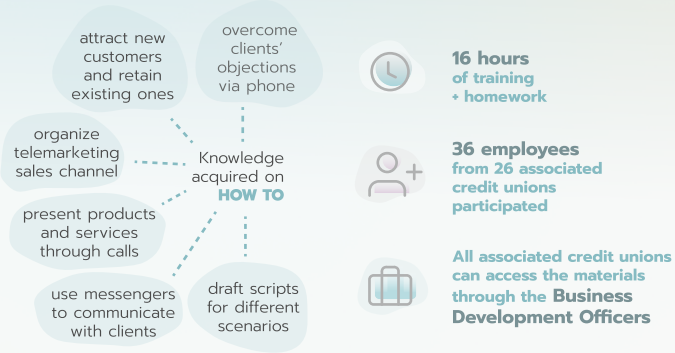 attract new
customers
and retain
existing ones
overcome
clients'
objections
via phone
organize
telemarketing
sales channel
Knowledge
acquired on
HOW TO
present products
and services
through calls
use messengers
to communicate
with clients
draft scripts
for different
scenarios
16 hours
of training
+ homework
36 employees
from 26 associated
credit unions
participated
All associated credit unions
can access the materials
through the Business
Development Officers